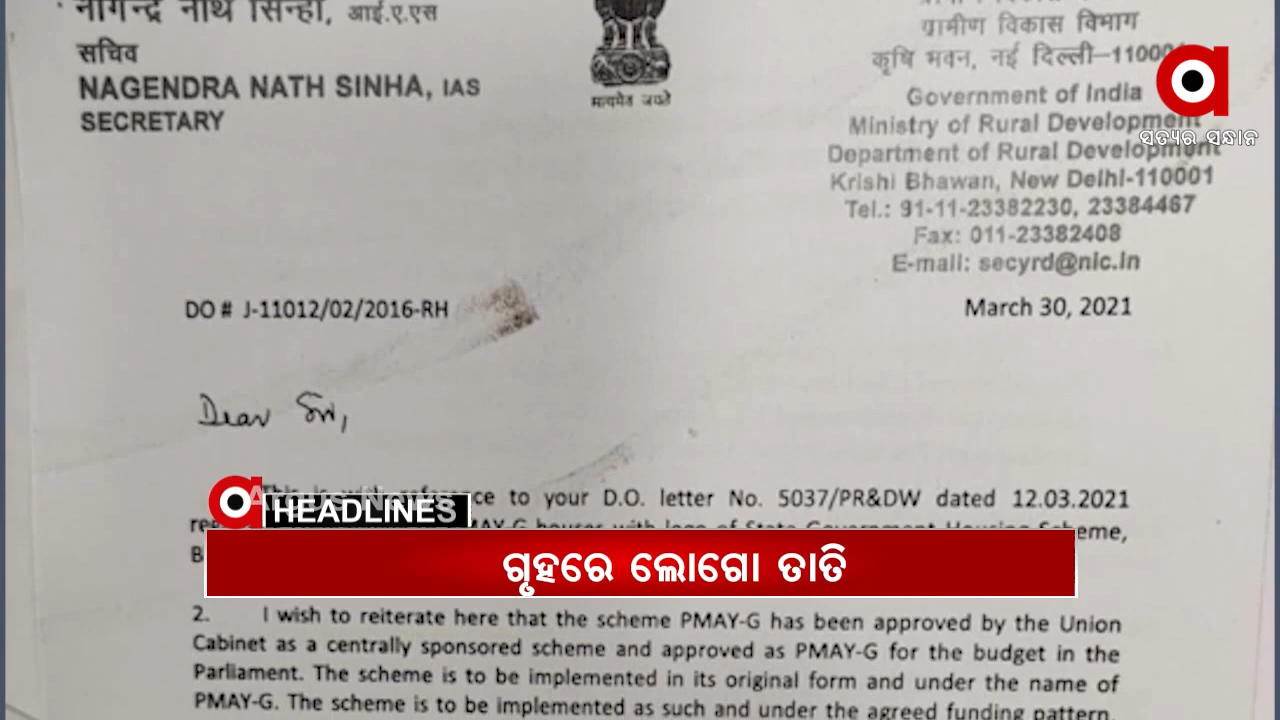 नागेन्द्र नाथ सिन्हा, आई.ए.एस
सचिव
NAGENDRA NATH SINHA, IAS
SECRETARY
सत्यमेव जयते
ग्रामीण विकास विभाग
कृषि भवन, नई दिल्ली–110001
Government of India
Ministry of Rural Development
Department of Rural Development
Krishi Bhawan, New Delhi-110001
Tel.: 91-11-23382230, 23384467
Fax: 011-23382408
E-mail: secyrd@nic.in
ସତ୍ୟର ସନ୍ଧାନ
DO # J-11012/02/2016-RH
March 30, 2021
Dear Sir,
This is with reference to your D.O. letter No. 5037/PR&DW dated 12.03.2021
houses with logo of State Government Housing Scheme,
Argus News
HEADLINES
ଗୃହରେ ଲୋଗୋ ତାତି
2. I wish to reiterate here that the scheme PMAY-G has been approved by the Union
Cabinet as a centrally sponsored scheme and approved as PMAY-G for the budget in the
Parliament. The scheme is to be implemented in its original form and under the name of
PMAY-G. The scheme is to be implemented as such and under the agreed funding pattern.